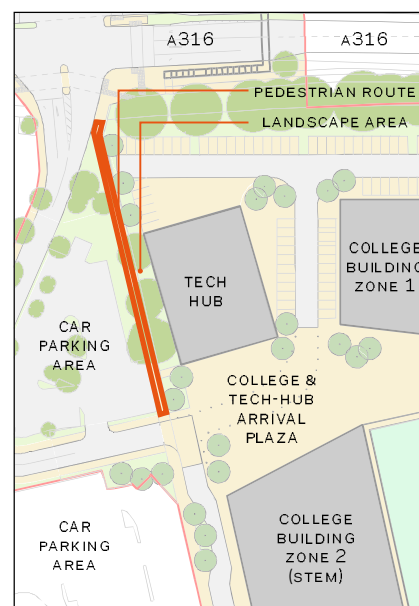 A316
A316
PEDESTRIAN ROUTE
LANDSCAPE AREA
TECH
HUB
COLLEGE
BUILDING
ZONE 1
CAR
PARKING
AREA
COLLEGE &
TECH-HUB
ARRIVAL
PLAZA
CAR
PARKING
AREA
COLLEGE
BUILDING
ZONE 2
(STEM)